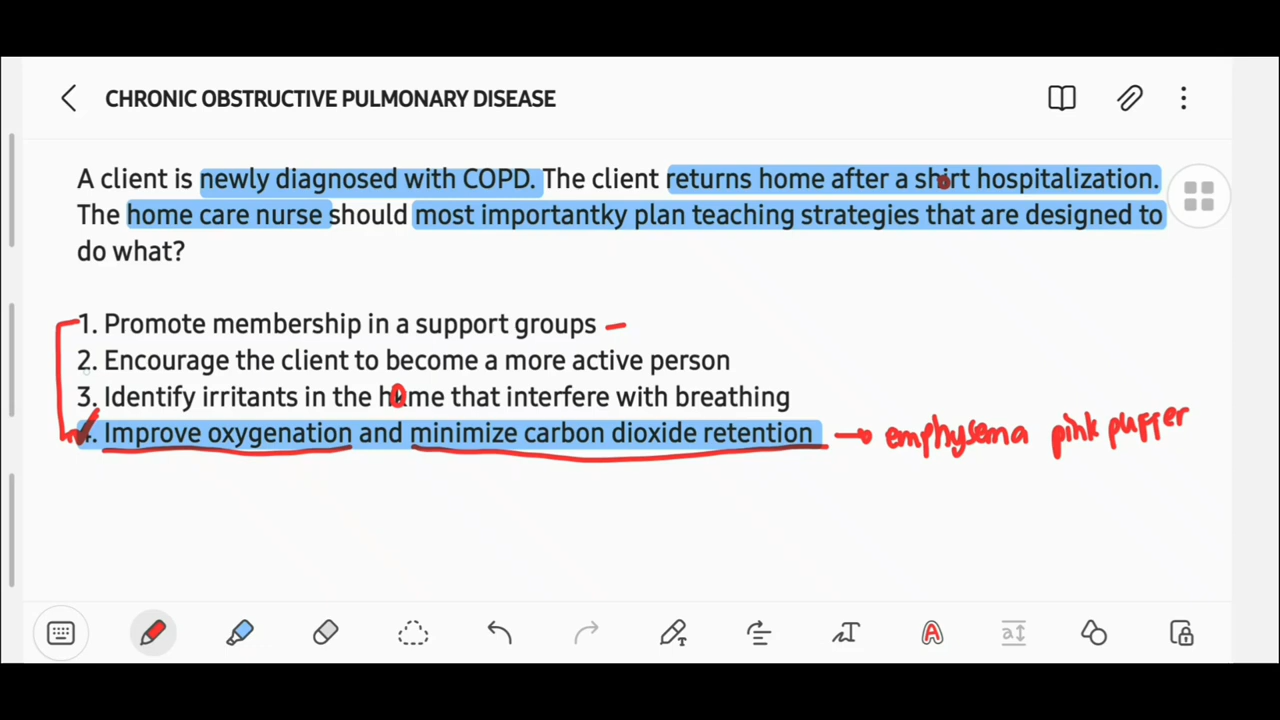 CHRONIC OBSTRUCTIVE PULMONARY DISEASE
A client is newly diagnosed with COPD. The client returns home after a short hospitalization.
The home care nurse should most importantky plan teaching strategies that are designed to
do what?
1. Promote membership in a support groups
2. Encourage the client to become a more active person
3. Identify irritants in the home that interfere with breathing
4. Improve oxygenation and minimize carbon dioxide retention → emphysema pink puffer